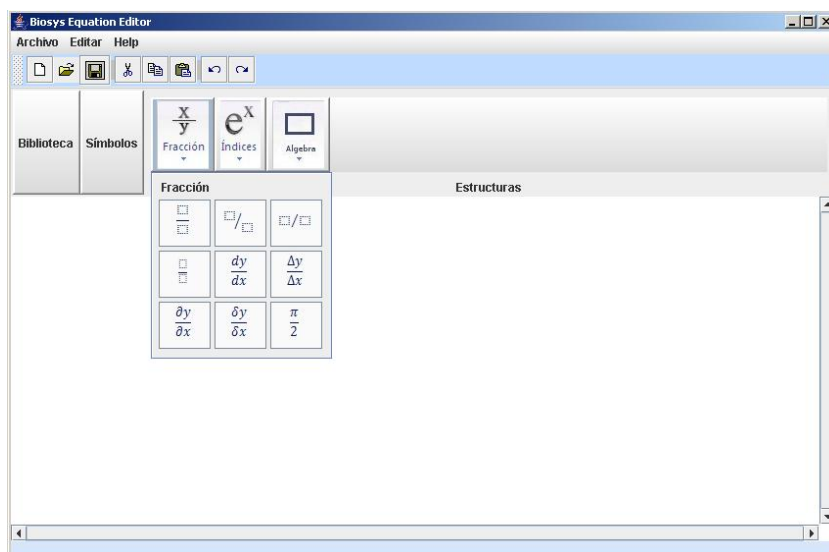 Biosys Equation Editor
Archivo Editar Help
Biblioteca
Símbolos
x
y
Fracción
e^x
Índices
Algebra
Fracción
Estructuras
/
/
dy
dx
Δy
Δx
∂y
∂x
δy
δx
π
2